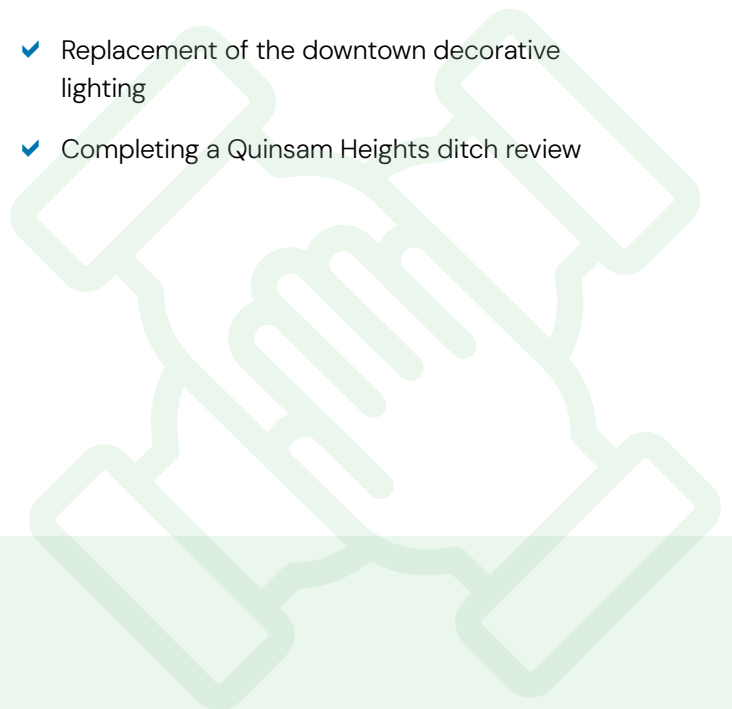 Replacement of the downtown decorative
lighting
Completing a Quinsam Heights ditch review